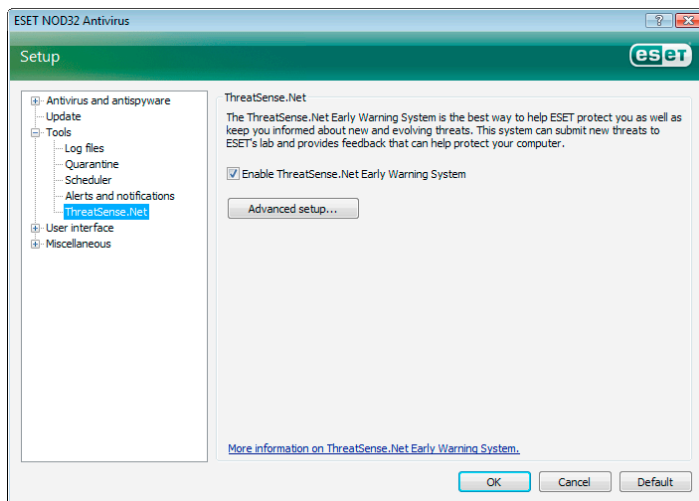 ESET NOD32 Antivirus
Setup
eset
Antivirus and antispyware
Update
Tools
Log files
Quarantine
Scheduler
Alerts and notifications
ThreatSense.Net
User interface
Miscellaneous
ThreatSense.Net
The ThreatSense.Net Early Warning System is the best way to help ESET protect you as well as
keep you informed about new and evolving threats. This system can submit new threats to
ESET's lab and provides feedback that can help protect your computer.
Enable ThreatSense.Net Early Warning System
Advanced setup...
More information on ThreatSense.Net Early Warning System.
OK Cancel Default